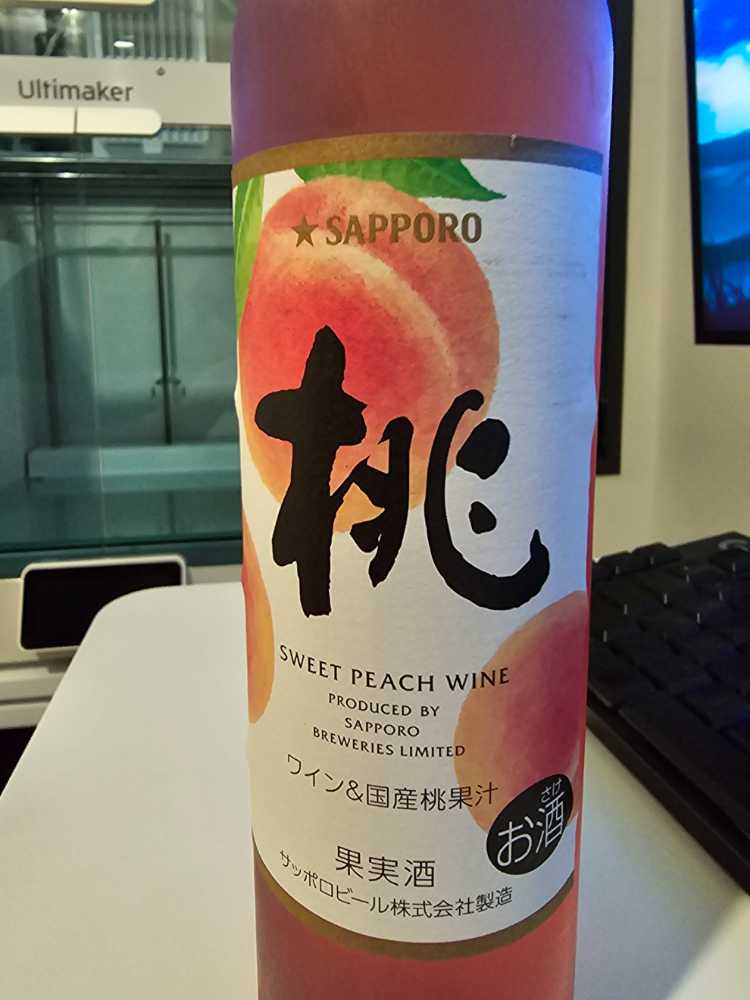 Ultimaker
★ SAPPORO
桃
SWEET PEACH WINE
PRODUCED BY
SAPPORO
BREWERIES LIMITED
ワイン&国産桃果汁
さけ
お酒
果実酒
サッポロビール株式会社製造